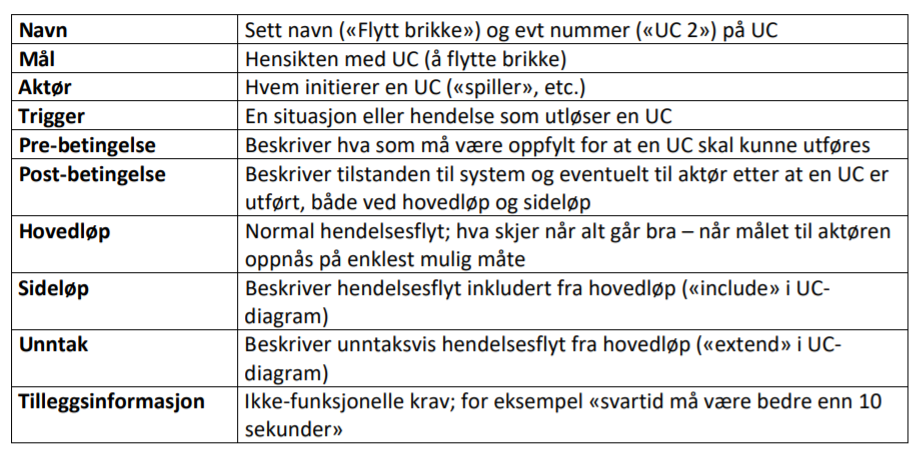 Navn Sett navn («Flytt brikke») og evt nummer («UC 2») på UC
Mål Hensikten med UC (å flytte brikke)
Aktør Hvem initierer en UC («spiller», etc.)
Trigger En situasjon eller hendelse som utløser en UC
Pre-betingelse Beskriver hva som må være oppfylt for at en UC skal kunne utføres
Post-betingelse Beskriver tilstanden til system og eventuelt til aktør etter at en UC er
utført, både ved hovedløp og sideløp
Hovedløp Normal hendelsesflyt; hva skjer når alt går bra – når målet til aktøren
oppnås på enklest mulig måte
Sideløp Beskriver hendelsesflyt inkludert fra hovedløp («include» i UC-
diagram)
Unntak Beskriver unntaksvis hendelsesflyt fra hovedløp («extend» i UC-
diagram)
Tilleggsinformasjon Ikke-funksjonelle krav; for eksempel «svartid må være bedre enn 10
sekunder»